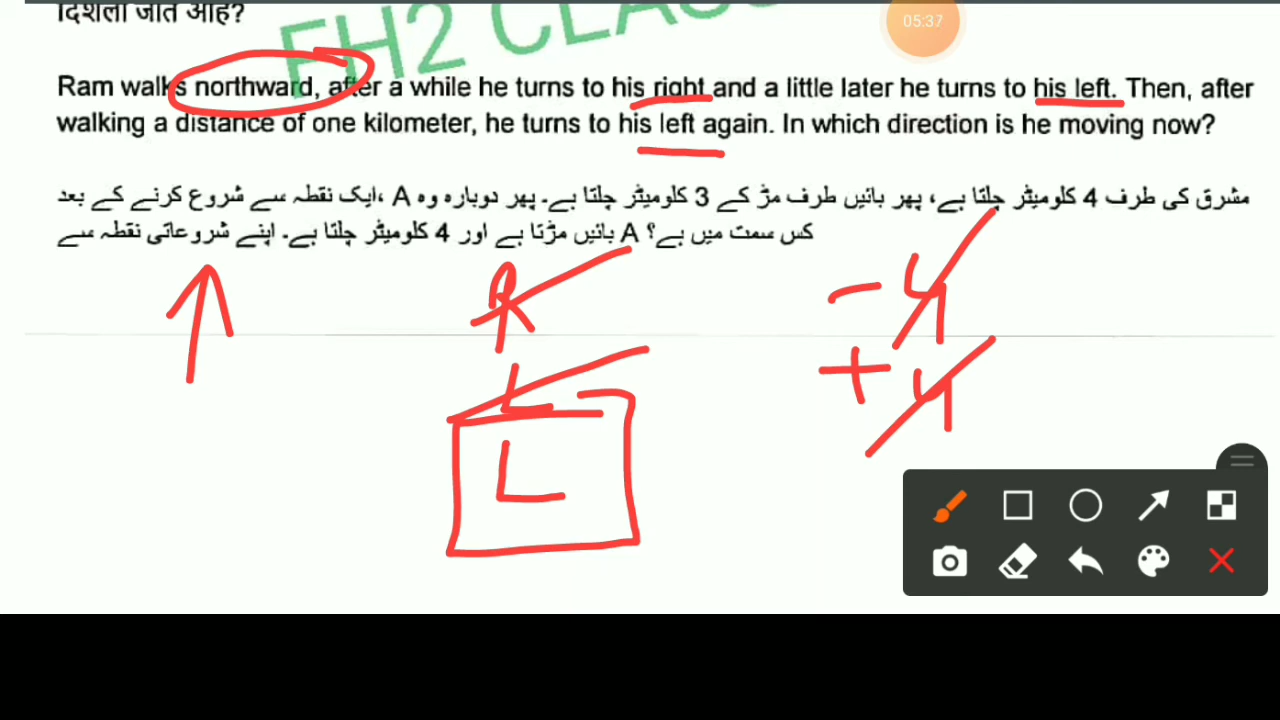 दिशेला जात आहे?
FH2 CLAS
05:37
Ram walks northward, after a while he turns to his right and a little later he turns to his left. Then, after
walking a distance of one kilometer, he turns to his left again. In which direction is he moving now?
مشرق کی طرف 4 کلومیٹر چلتا ہے، پھر بائیں طرف مڑ کے 3 کلومیٹر چلتا ہے۔ پھر دوبارہ وہ A ،ایک نقطہ سے شروع کرنے کے بعد
کس سمت میں ہے؟ A بائیں مڑتا ہے اور 4 کلومیٹر چلتا ہے۔ اپنے شروعاتی نقطہ سے
R
- 4
L
+ 4
L